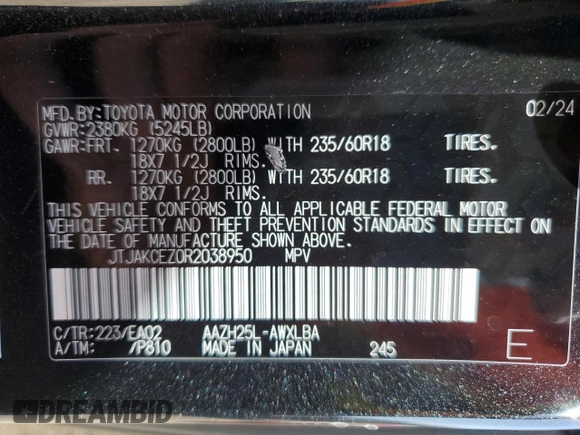 MFD.BY:TOYOTA MOTOR CORPORATION 02/24
GVWR:2380KG (5245LB)
GAWR:FRT. 1270KG (2800LB) WITH 235/60R18 TIRES.
18X7 1/2J RIMS.
RR. 1270KG (2800LB) WITH 235/60R18 TIRES.
18X7 1/2J RIMS.
THIS VEHICLE CONFORMS TO ALL APPLICABLE FEDERAL MOTOR
VEHICLE SAFETY AND THEFT PREVENTION STANDARDS IN EFFECT ON
THE DATE OF MANUFACTURE SHOWN ABOVE.
JTJAKCEZ0R2038950 MPV
C/TR:223/EA02 AAZH25L-AWXLBA
A/TM: /P810 MADE IN JAPAN 245 E
DREAMBID